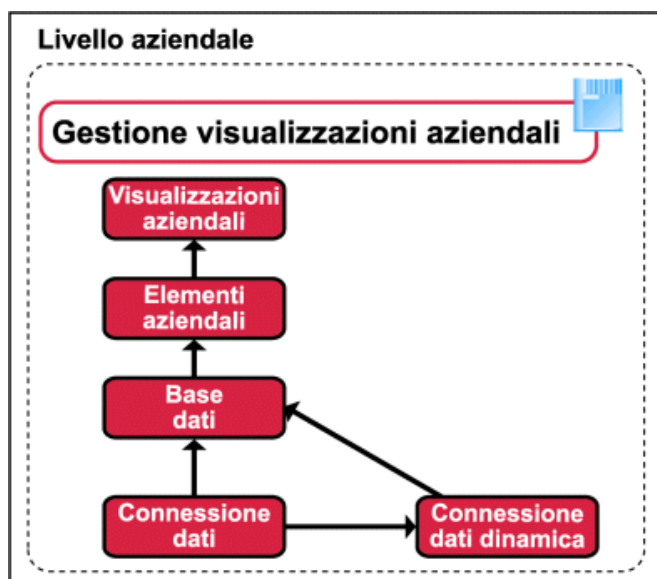 Livello aziendale
Gestione visualizzazioni aziendali
Visualizzazioni
aziendali
Elementi
aziendali
Base
dati
Connessione
dati
Connessione
dati dinamica